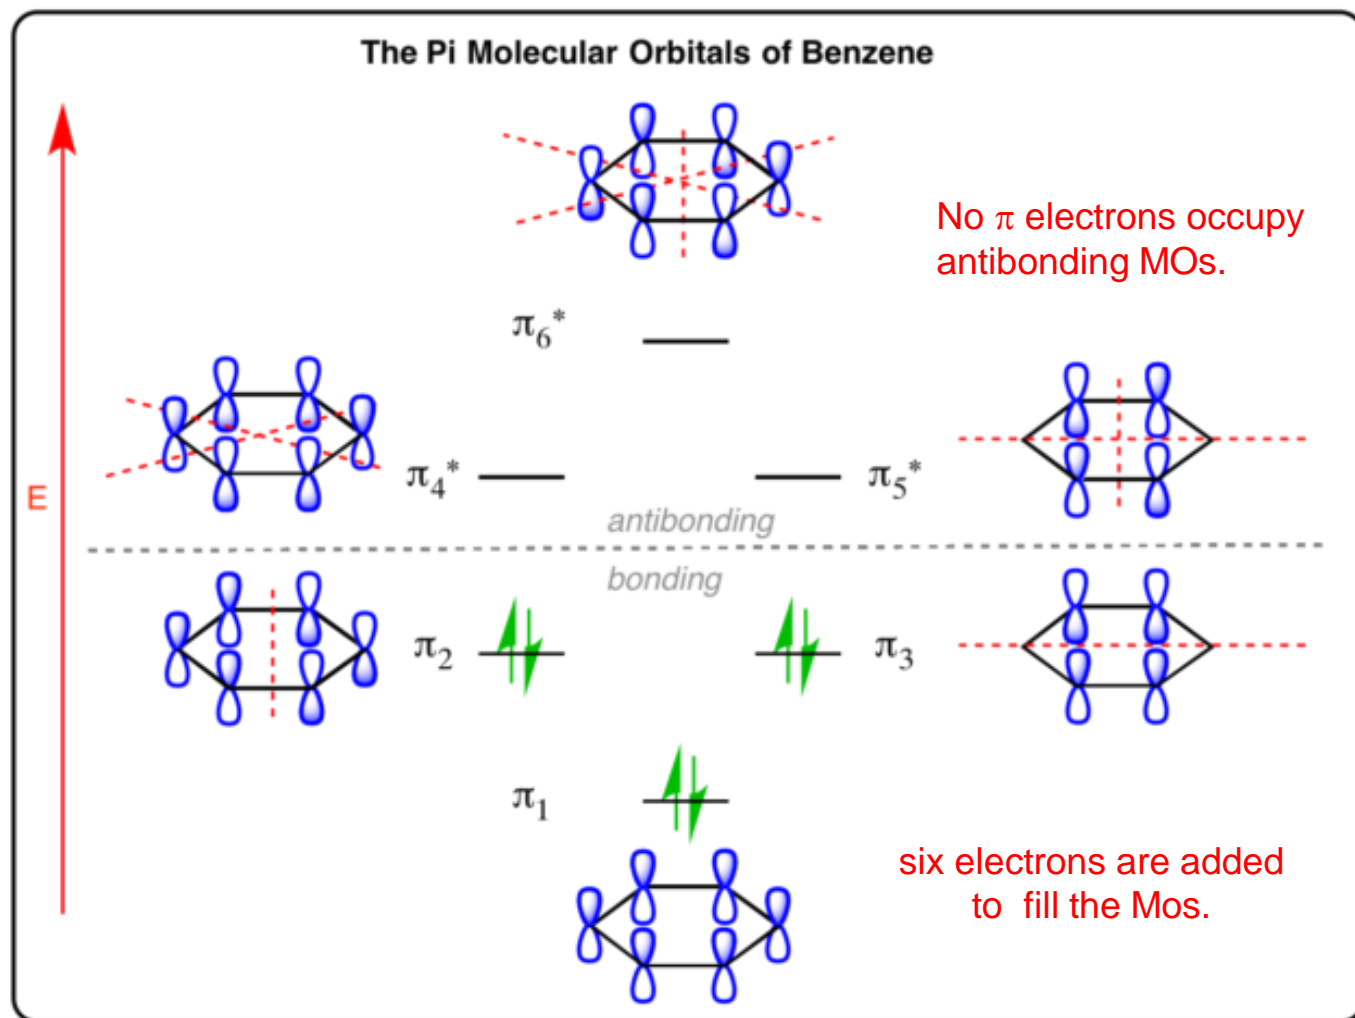 The Pi Molecular Orbitals of Benzene
No π electrons occupy
antibonding MOs.
π6*
π4*
π5*
E
antibonding
bonding
π2
π3
π1
six electrons are added
to fill the Mos.